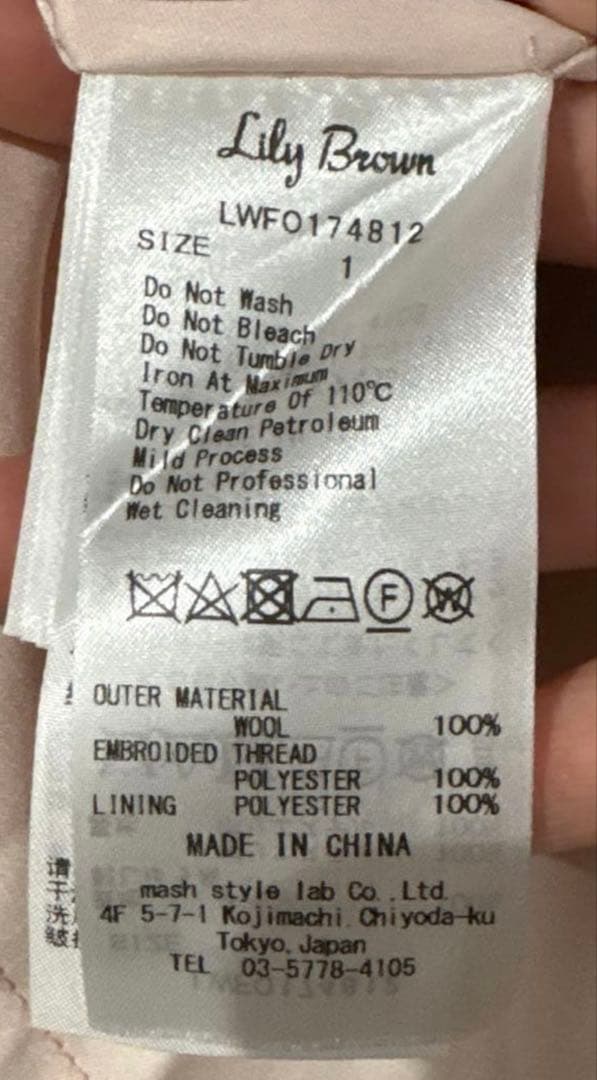 Lily Brown
LWFO174812
SIZE 1
Do Not Wash
Do Not Bleach
Do Not Tumble Dry
Iron At Maximum
Temperature Of 110℃
Dry Clean Petroleum
Mild Process
Do Not Professional
Wet Cleaning
F W
OUTER MATERIAL
WOOL 100%
EMBROIDED THREAD
POLYESTER 100%
LINING POLYESTER 100%
MADE IN CHINA
mash style lab Co.,Ltd.
4F 5-7-1 Kojimachi Chiyoda-ku
Tokyo, Japan
TEL 03-5778-4105
请
干
洗